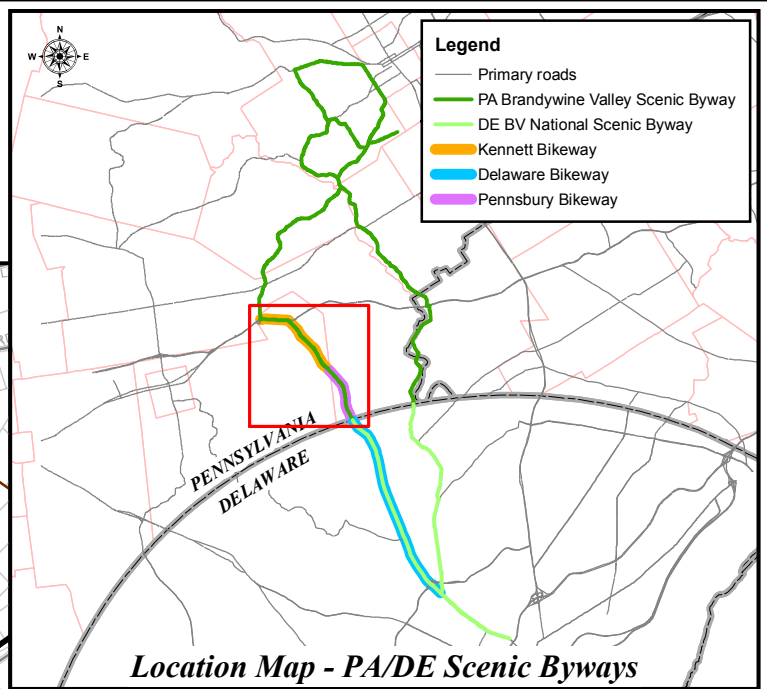 N
W E
S
Legend
Primary roads
PA Brandywine Valley Scenic Byway
DE BV National Scenic Byway
Kennett Bikeway
Delaware Bikeway
Pennsbury Bikeway
PENNSYLVANIA
DELAWARE
Location Map - PA/DE Scenic Byways